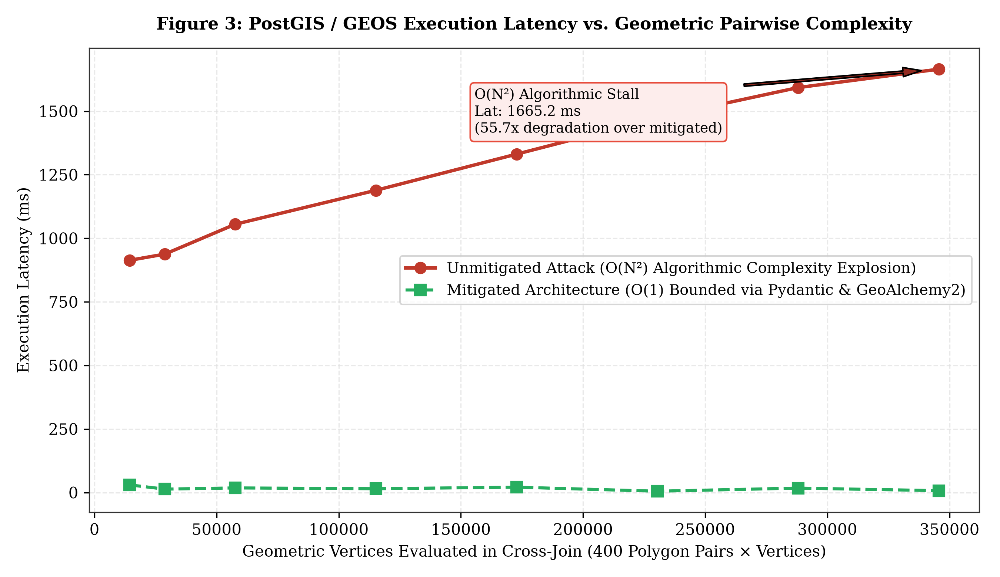 Figure 3: PostGIS / GEOS Execution Latency vs. Geometric Pairwise Complexity
Execution Latency (ms)
1500
1250
1000
750
500
250
0
O(N²) Algorithmic Stall
Lat: 1665.2 ms
(55.7x degradation over mitigated)
Unmitigated Attack (O(N²) Algorithmic Complexity Explosion)
Mitigated Architecture (O(1) Bounded via Pydantic & GeoAlchemy2)
0 50000 100000 150000 200000 250000 300000 350000
Geometric Vertices Evaluated in Cross-Join (400 Polygon Pairs × Vertices)